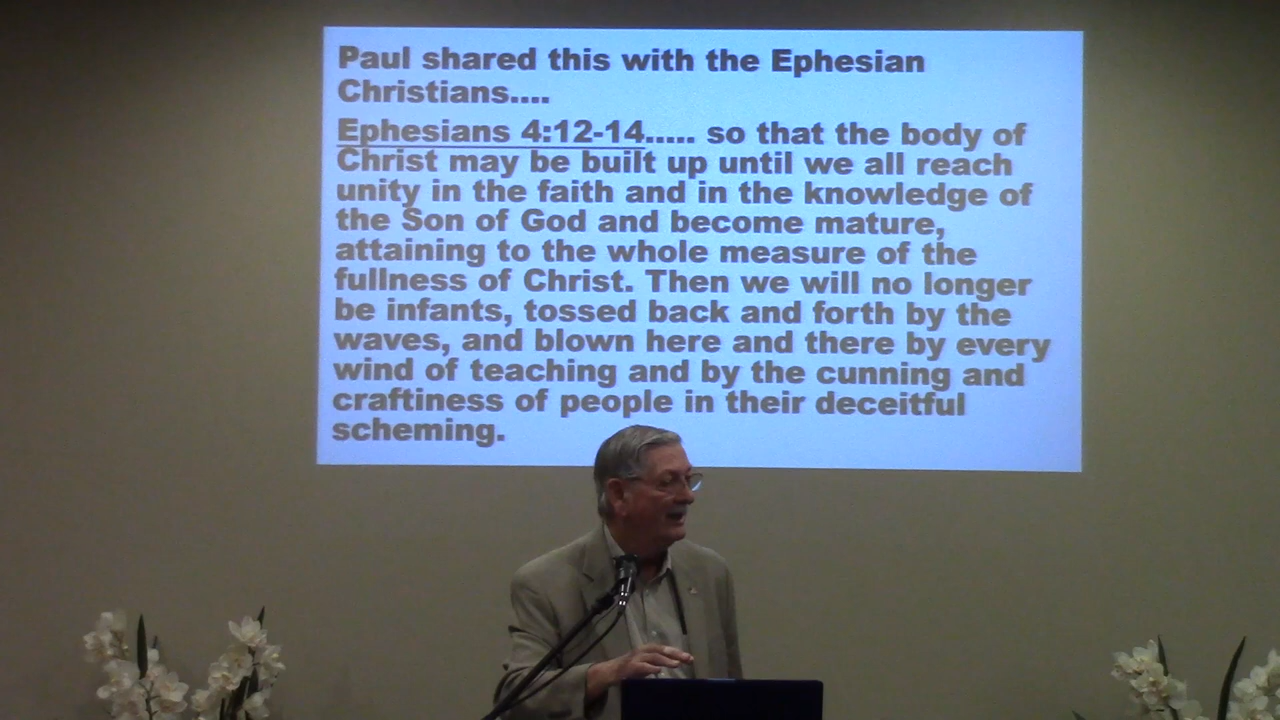 Paul shared this with the Ephesian
Christians....
Ephesians 4:12-14..... so that the body of
Christ may be built up until we all reach
unity in the faith and in the knowledge of
the Son of God and become mature,
attaining to the whole measure of the
fullness of Christ. Then we will no longer
be infants, tossed back and forth by the
waves, and blown here and there by every
wind of teaching and by the cunning and
craftiness of people in their deceitful
scheming.